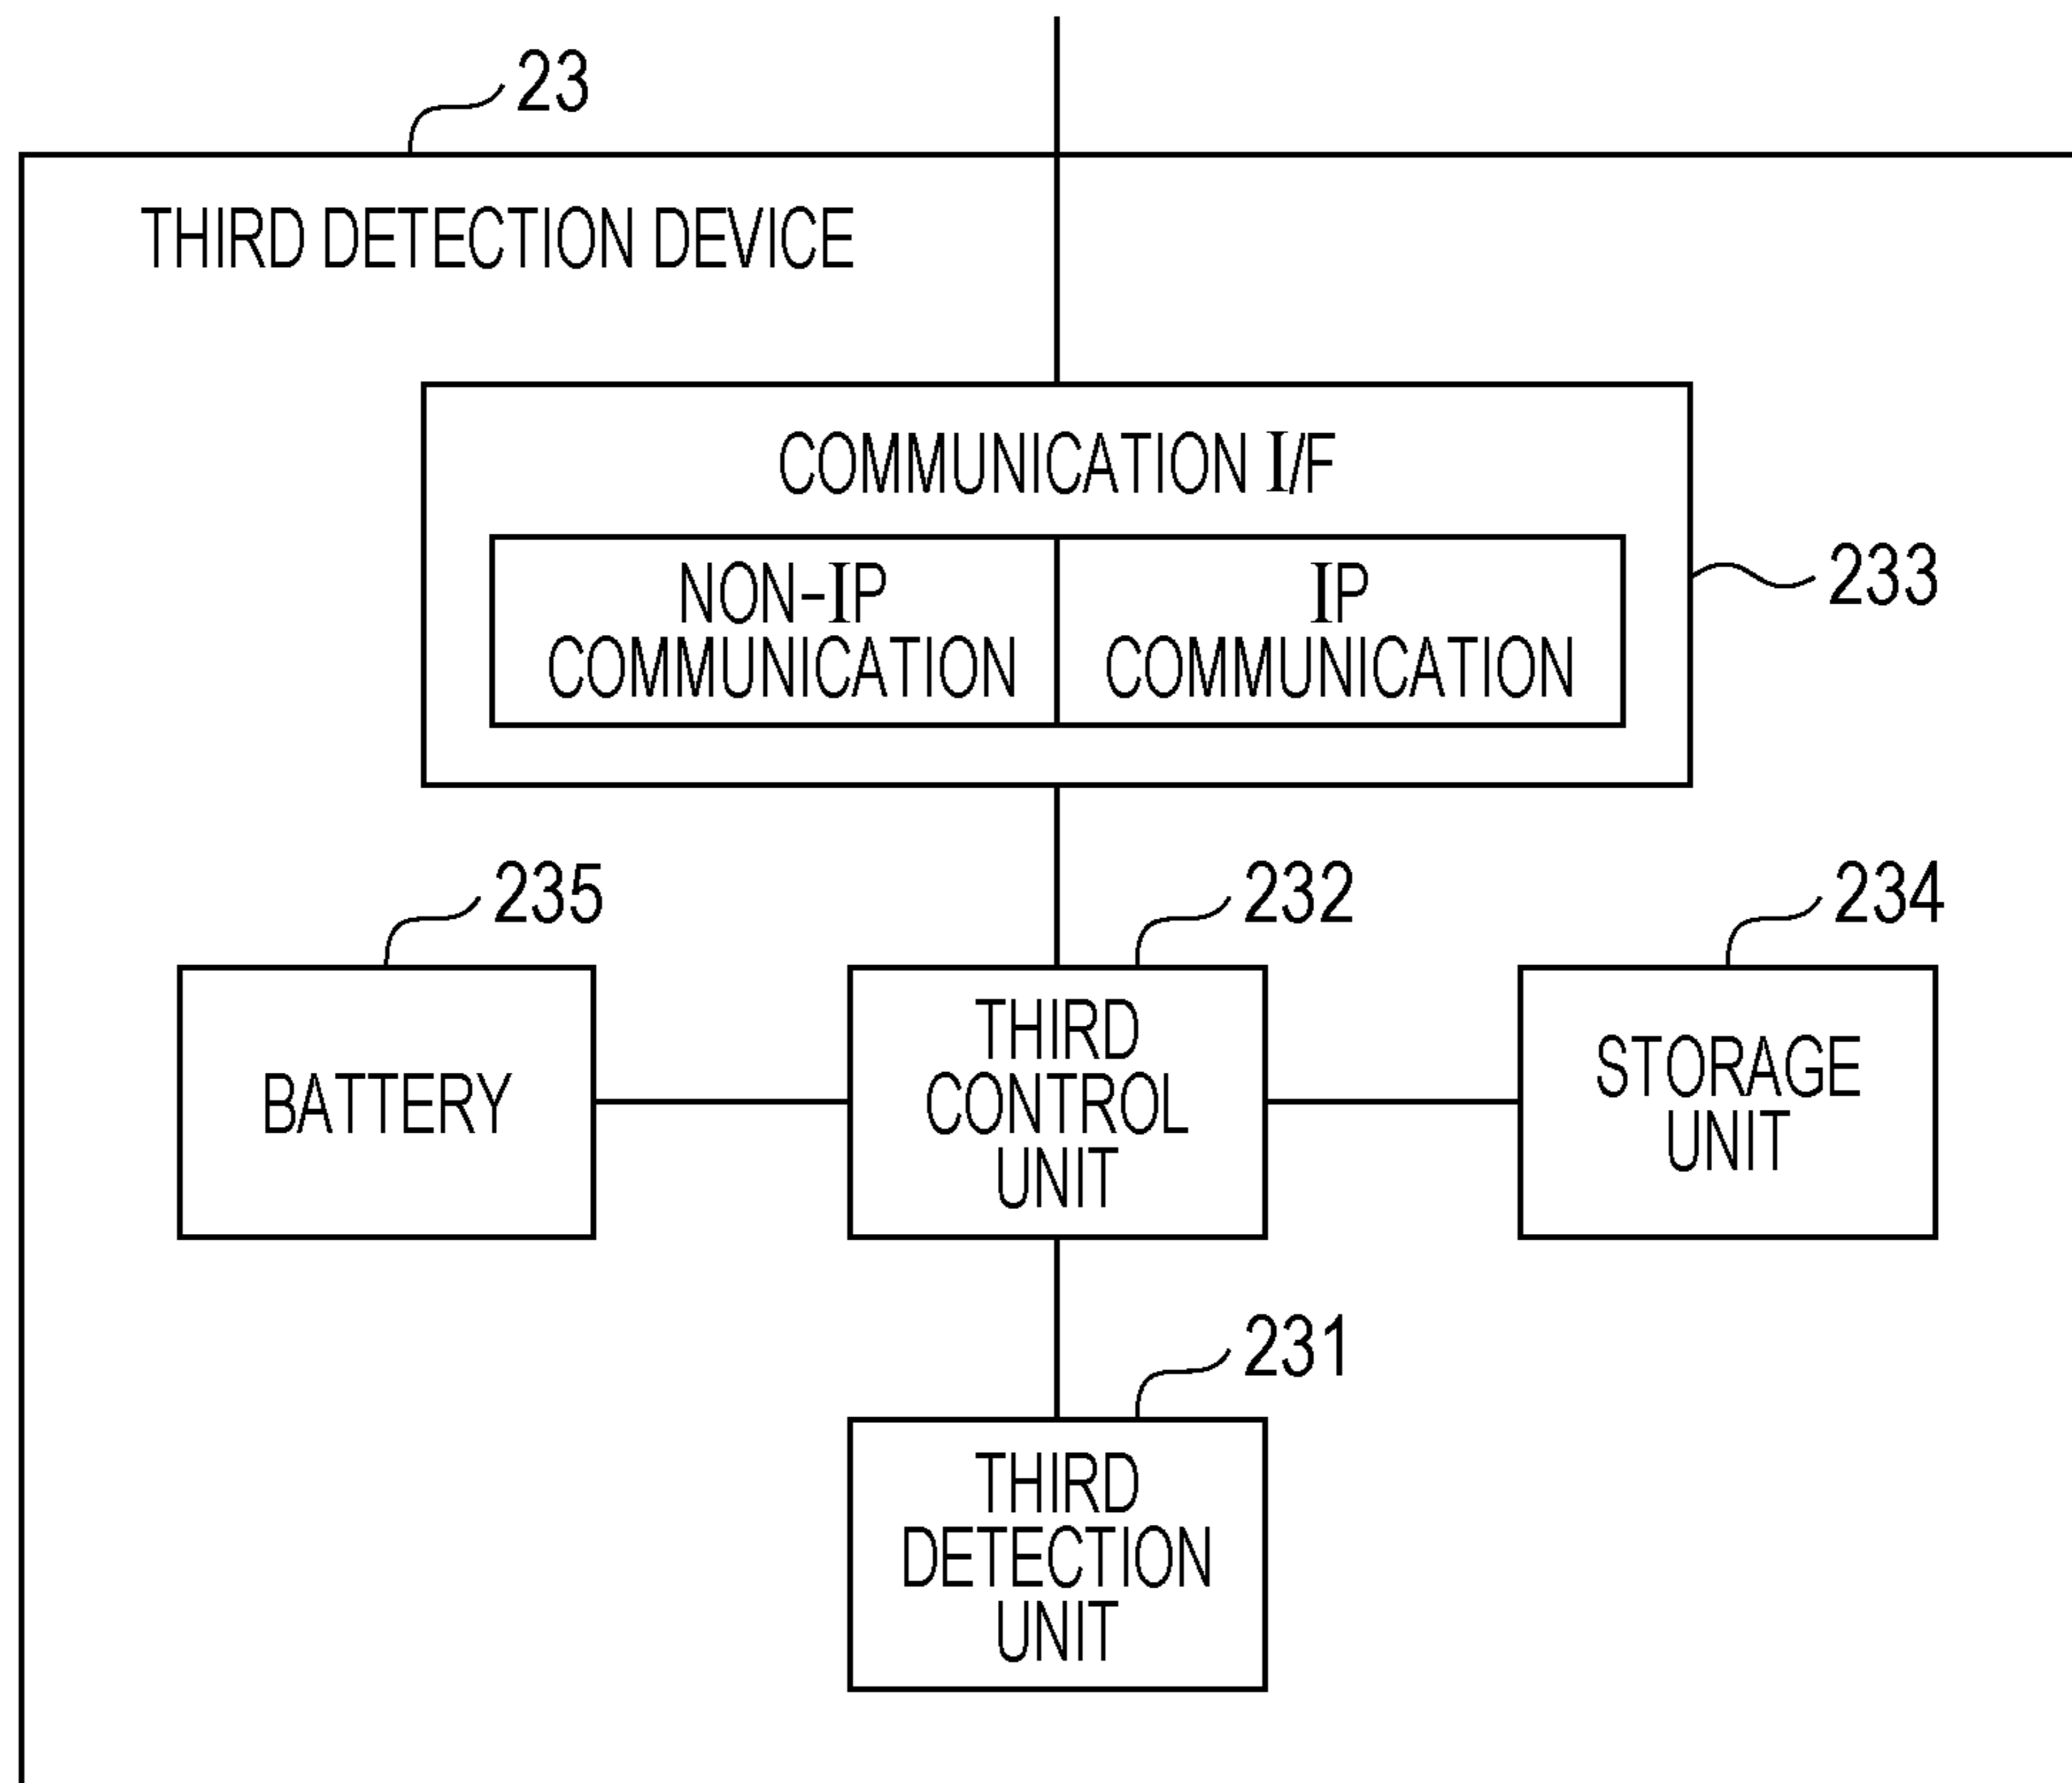 23
THIRD DETECTION DEVICE
COMMUNICATION I/F
NON-IP
COMMUNICATION
IP
COMMUNICATION
233
235
232
234
BATTERY
THIRD
CONTROL
UNIT
STORAGE
UNIT
231
THIRD
DETECTION
UNIT